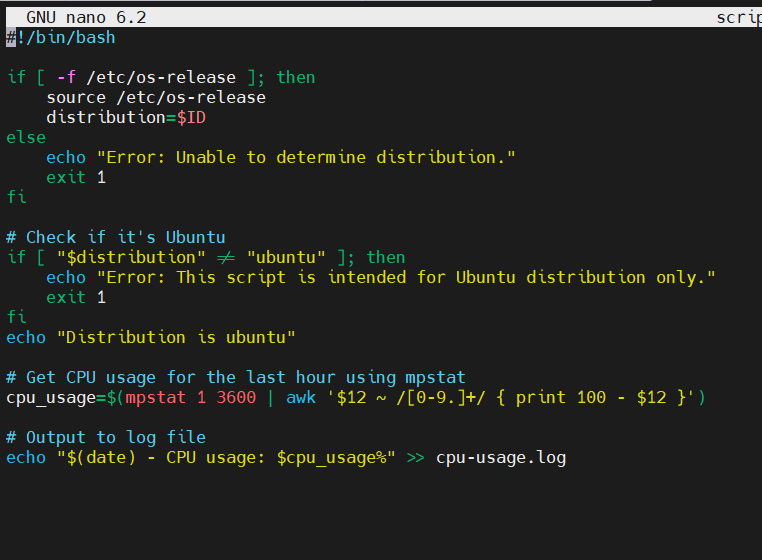 GNU nano 6.2 scrip
#!/bin/bash
if [ -f /etc/os-release ]; then
    source /etc/os-release
    distribution=$ID
else
    echo "Error: Unable to determine distribution."
    exit 1
fi
# Check if it's Ubuntu
if [ "$distribution" != "ubuntu" ]; then
    echo "Error: This script is intended for Ubuntu distribution only."
    exit 1
fi
echo "Distribution is ubuntu"
# Get CPU usage for the last hour using mpstat
cpu_usage=$(mpstat 1 3600 | awk '$12 ~ /[0-9.]+/ { print 100 - $12 }')
# Output to log file
echo "$(date) - CPU usage: $cpu_usage%" >> cpu-usage.log